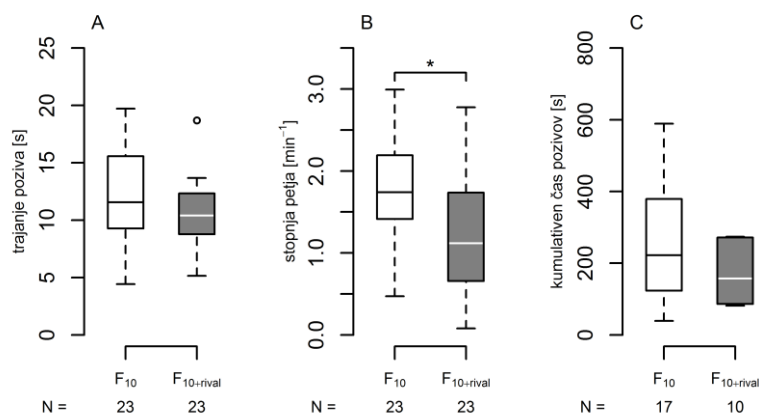 A
trajanje poziva [s]
25
20
15
10
5
0
F10
F10+rival
N =
23
23
B
*
stopnja petja [min⁻¹]
3.0
2.0
1.0
0.0
F10
F10+rival
23
23
C
kumulativen čas pozivov [s]
800
600
400
200
0
F10
F10+rival
N =
17
10